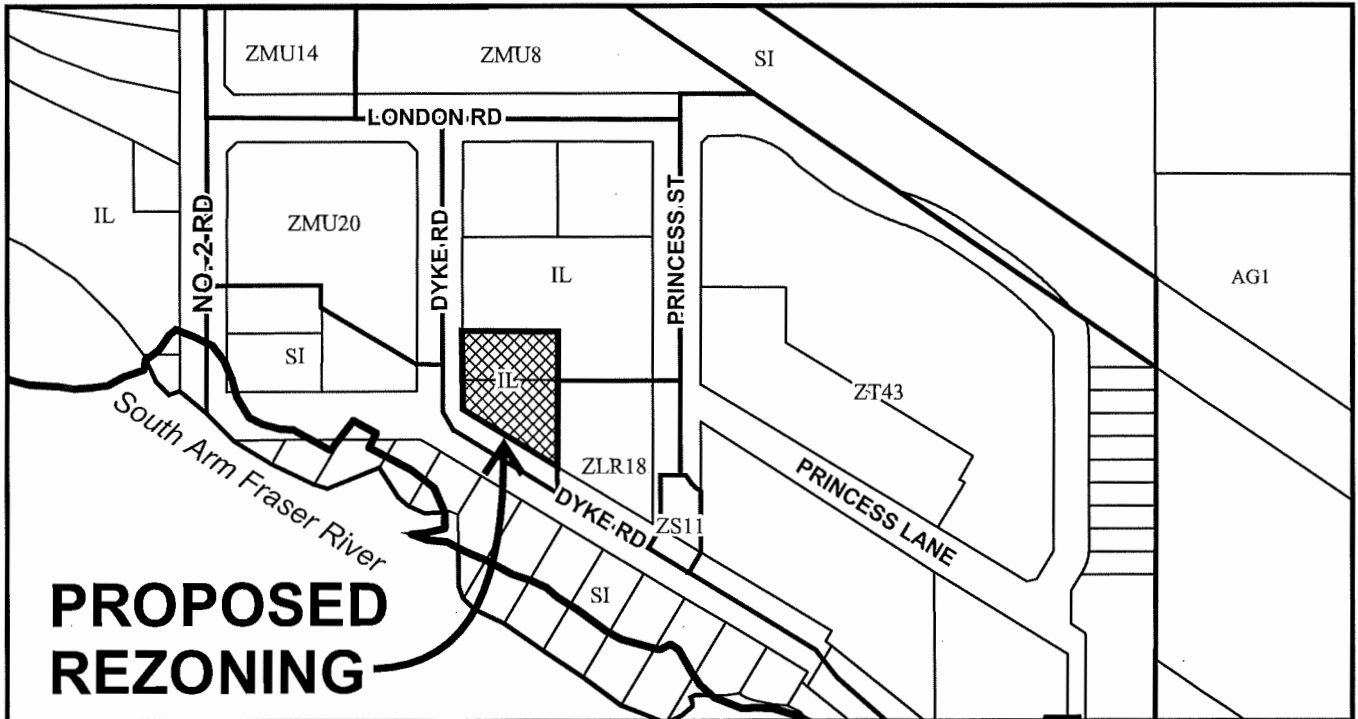 ZMU14
ZMU8
SI
LONDON RD
IL
NO. 2 RD
ZMU20
DYKE RD
PRINCESS ST
IL
AG1
SI
IL
ZT43
South Arm Fraser River
ZLR18
PRINCESS LANE
DYKE RD
ZS11
SI
PROPOSED
REZONING